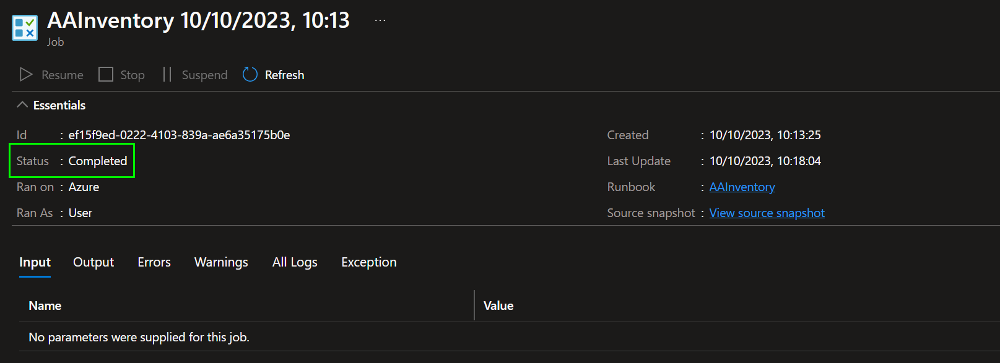 AAInventory 10/10/2023, 10:13 ...
Job
Resume Stop Suspend Refresh
Essentials
Id : ef15f9ed-0222-4103-839a-ae6a35175b0e
Status : Completed
Ran on : Azure
Ran As : User
Created : 10/10/2023, 10:13:25
Last Update : 10/10/2023, 10:18:04
Runbook : AAInventory
Source snapshot : View source snapshot
Input Output Errors Warnings All Logs Exception
Name Value
No parameters were supplied for this job.